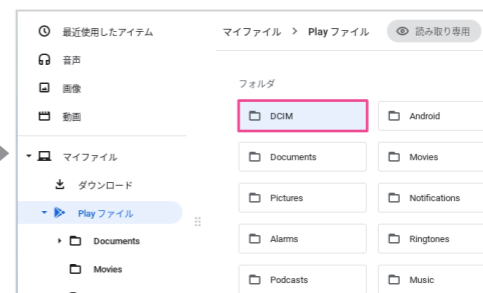 最近使用したアイテム
音声
画像
動画
マイファイル
ダウンロード
Play ファイル
Documents
Movies
マイファイル > Play ファイル
読み取り専用
フォルダ
DCIM
Android
Documents
Movies
Pictures
Notifications
Alarms
Ringtones
Podcasts
Music